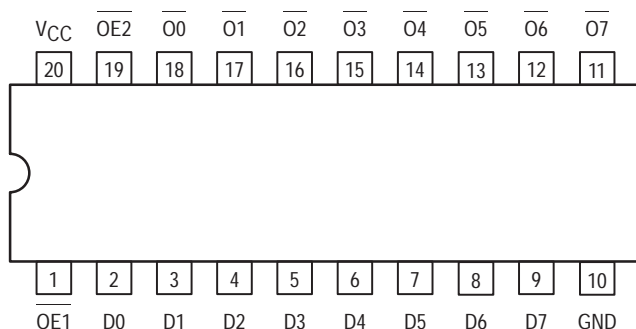 VCC OE2 O0 O1 O2 O3 O4 O5 O6 O7
20 19 18 17 16 15 14 13 12 11
1 2 3 4 5 6 7 8 9 10
OE1 D0 D1 D2 D3 D4 D5 D6 D7 GND